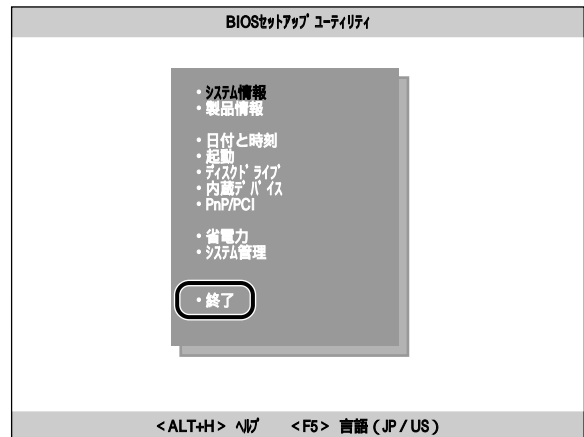 BIOSｾｯﾄｱｯﾌﾟ ﾕｰﾃｨﾘﾃｨ
・ｼｽﾃﾑ情報
・製品情報
・日付と時刻
・起動
・ﾃﾞｨｽｸﾄﾞﾗｲﾌﾞ
・内蔵ﾃﾞﾊﾞｲｽ
・PnP/PCI
・省電力
・ｼｽﾃﾑ管理
・終了
<ALT+H> ﾍﾙﾌﾟ <F5> 言語 ( JP / US )